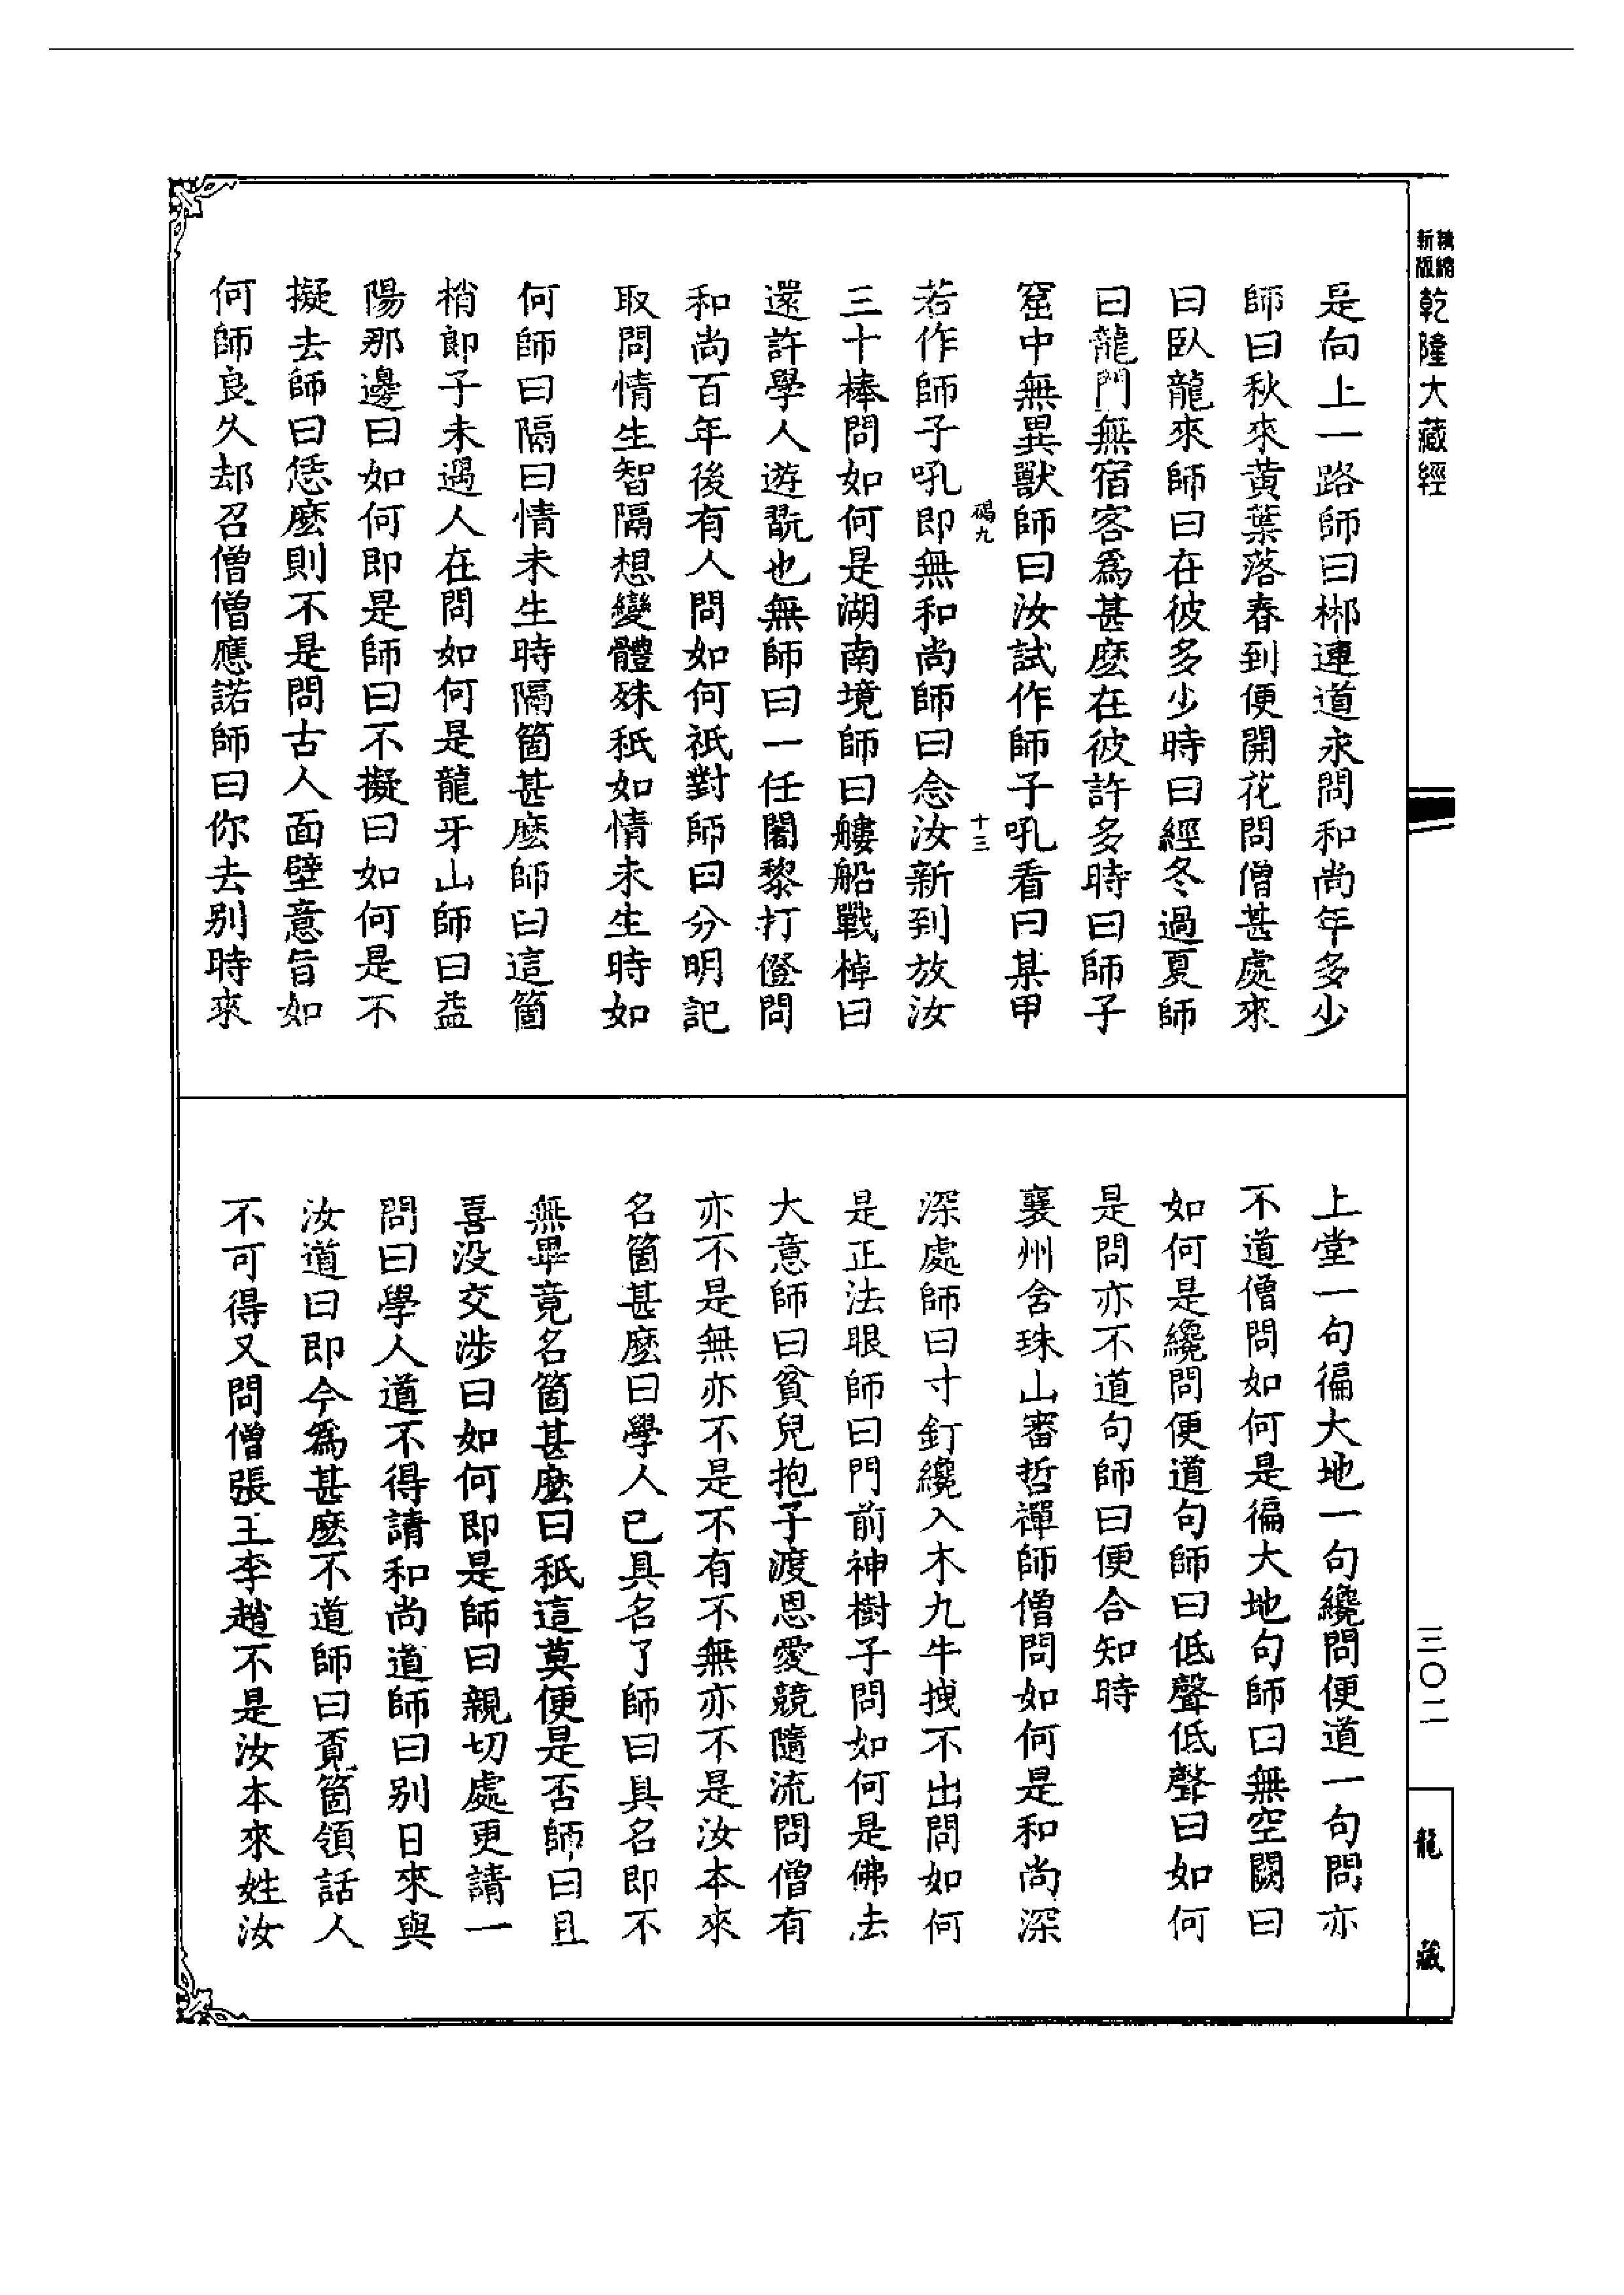 精縮
新版
乾隆大藏經
是向上一路師曰郴連道永問和尚年多少
師曰秋來黃葉落春到便開花問僧甚處來
曰臥龍來師曰在彼多少時曰經冬過夏師
曰龍門無宿客爲甚麽在彼許多時曰師子
窟中無異獸師曰汝試作師子吼看曰某甲
碣九
十三
若作師子吼即無和尚師曰念汝新到放汝
三十棒問如何是湖南境師曰艛船戰棹曰
還許學人遊翫也無師曰一任闍黎打僜問
和尚百年後有人問如何祇對師曰分明記
取問情生智隔想變體殊秖如情未生時如
何師曰隔曰情未生時隔箇甚麽師曰這箇
梢郎子未遇人在問如何是龍牙山師曰益
陽那邊曰如何即是師曰不擬曰如何是不
擬去師曰恁麽則不是問古人面壁意旨如
何師良久却召僧僧應諾師曰你去别時來
上堂一句徧大地一句纔問便道一句問亦
不道僧問如何是徧大地句師曰無空闕曰
如何是纔問便道句師曰低聲低聲曰如何
是問亦不道句師曰便合知時
襄州含珠山審哲禪師僧問如何是和尚深
深處師曰寸釘纔入木九牛拽不出問如何
是正法眼師曰門前神樹子問如何是佛法
大意師曰貧兒抱子渡恩愛競隨流問僧有
亦不是無亦不是不有不無亦不是汝本來
名箇甚麽曰學人已具名了師曰具名即不
無畢竟名箇甚麽曰秖這莫便是否師曰且
喜没交涉曰如何即是師曰親切處更請一
問曰學人道不得請和尚道師曰别日來與
汝道曰即今爲甚麽不道師曰覔箇領話人
不可得又問僧張王李趙不是汝本來姓汝
三〇二
龍藏